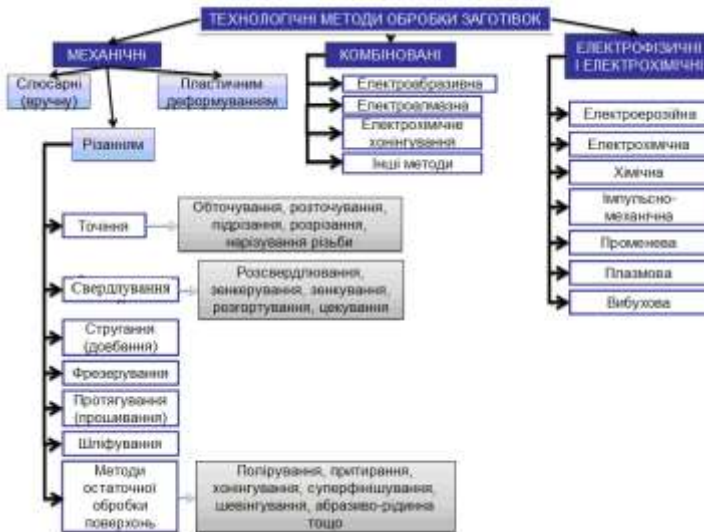 ТЕХНОЛОГІЧНІ МЕТОДИ ОБРОБКИ ЗАГОТІВОК
МЕХАНІЧНІ
Слюсарні
(вручну)
Пластичним
деформуванням
Різанням
Точіння
Обточування, розточування,
підрізання, розрізання,
нарізування різьби
Свердлування
Розсвердлювання,
зенкерування, зенкування,
розгортування, цекування
Стругання
(довбання)
Фрезерування
Протягування
(прошивання)
Шліфування
Методи
остаточної
обробки
поверхонь
Полірування, притирання,
хонінгування, суперфінішування,
шевінгування, абразиво-рідинна
тощо
КОМБІНОВАНІ
Електроабразивна
Електроалмазна
Електрохімічне
хонінгування
Інші методи
ЕЛЕКТРОФІЗИЧНІ
І ЕЛЕКТРОХІМІЧНІ
Електроерозійна
Електрохімічна
Хімічна
Імпульсно-
механічна
Променева
Плазмова
Вибухова